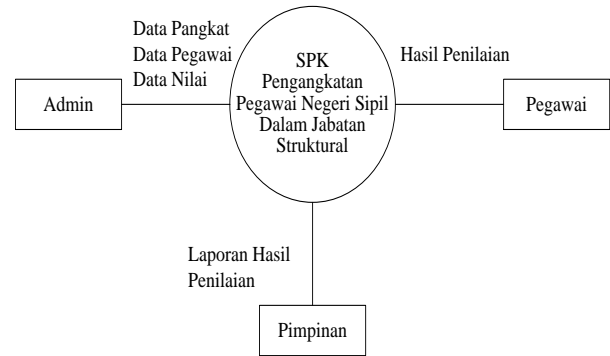 Data Pangkat
Data Pegawai
Data Nilai
Admin
SPK
Pengangkatan
Pegawai Negeri Sipil
Dalam Jabatan
Struktural
Hasil Penilaian
Pegawai
Laporan Hasil
Penilaian
Pimpinan